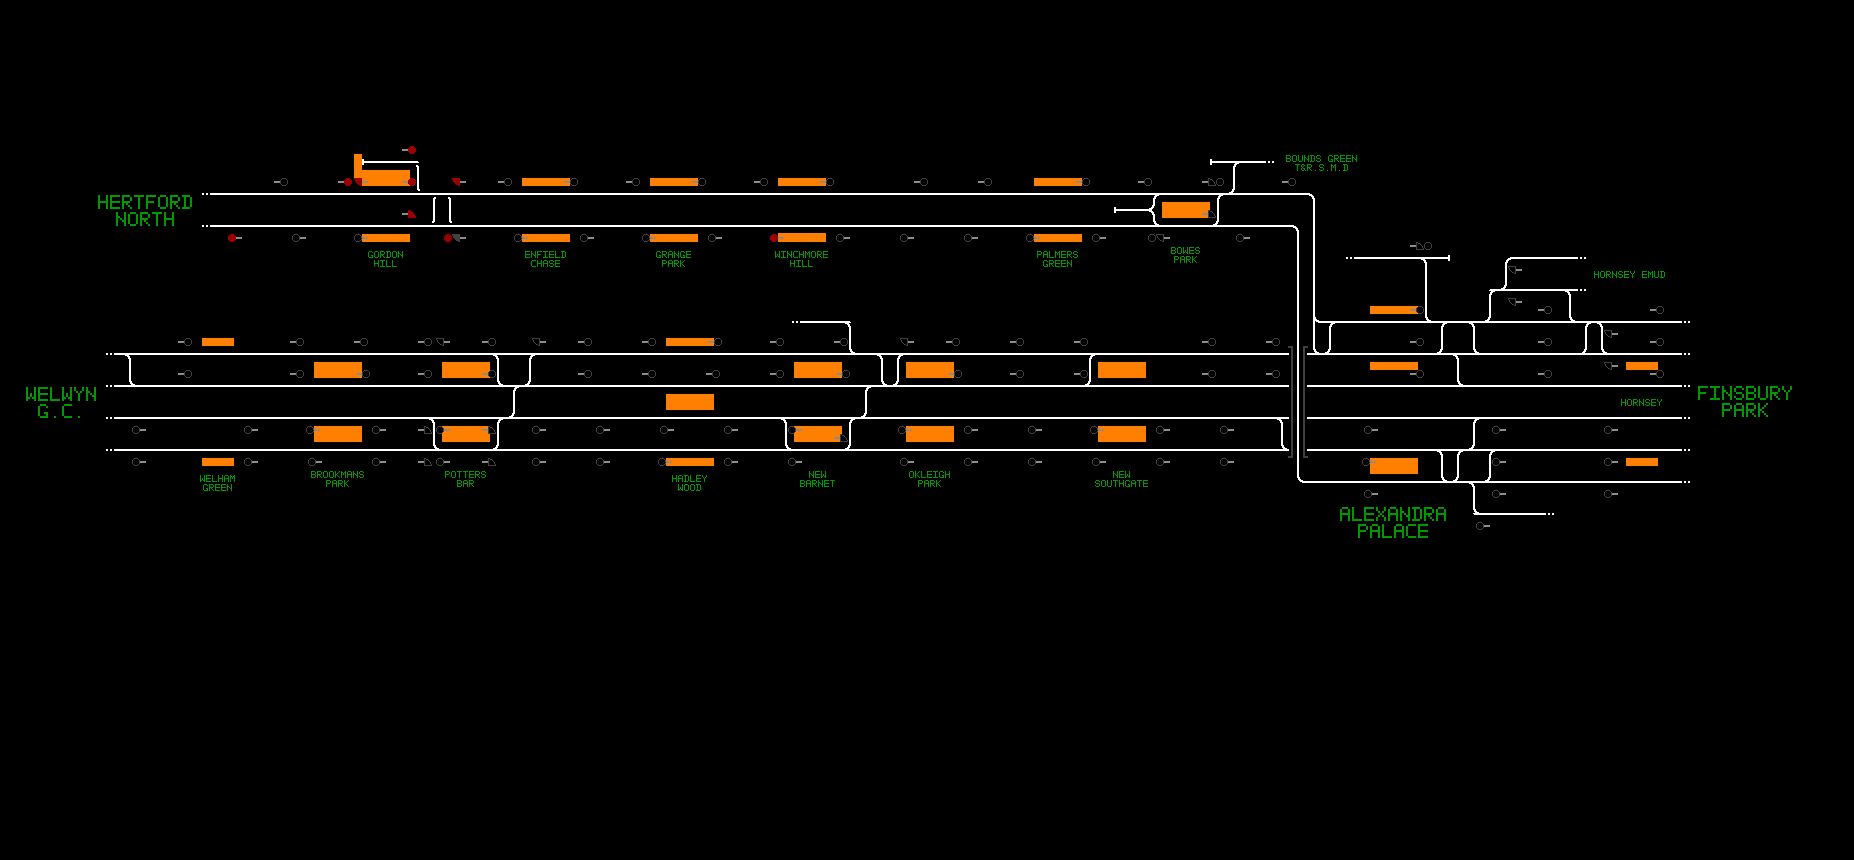 BOUNDS GREEN
T&R.S.M.D
HERTFORD
NORTH
GORDON
HILL
ENFIELD
CHASE
GRANGE
PARK
WINCHMORE
HILL
PALMERS
GREEN
BOWES
PARK
HORNSEY EMUD
WELWYN
G.C.
FINSBURY
PARK
HORNSEY
WELHAM
GREEN
BROOKMANS
PARK
POTTERS
BAR
HADLEY
WOOD
NEW
BARNET
OKLEIGH
PARK
NEW
SOUTHGATE
ALEXANDRA
PALACE